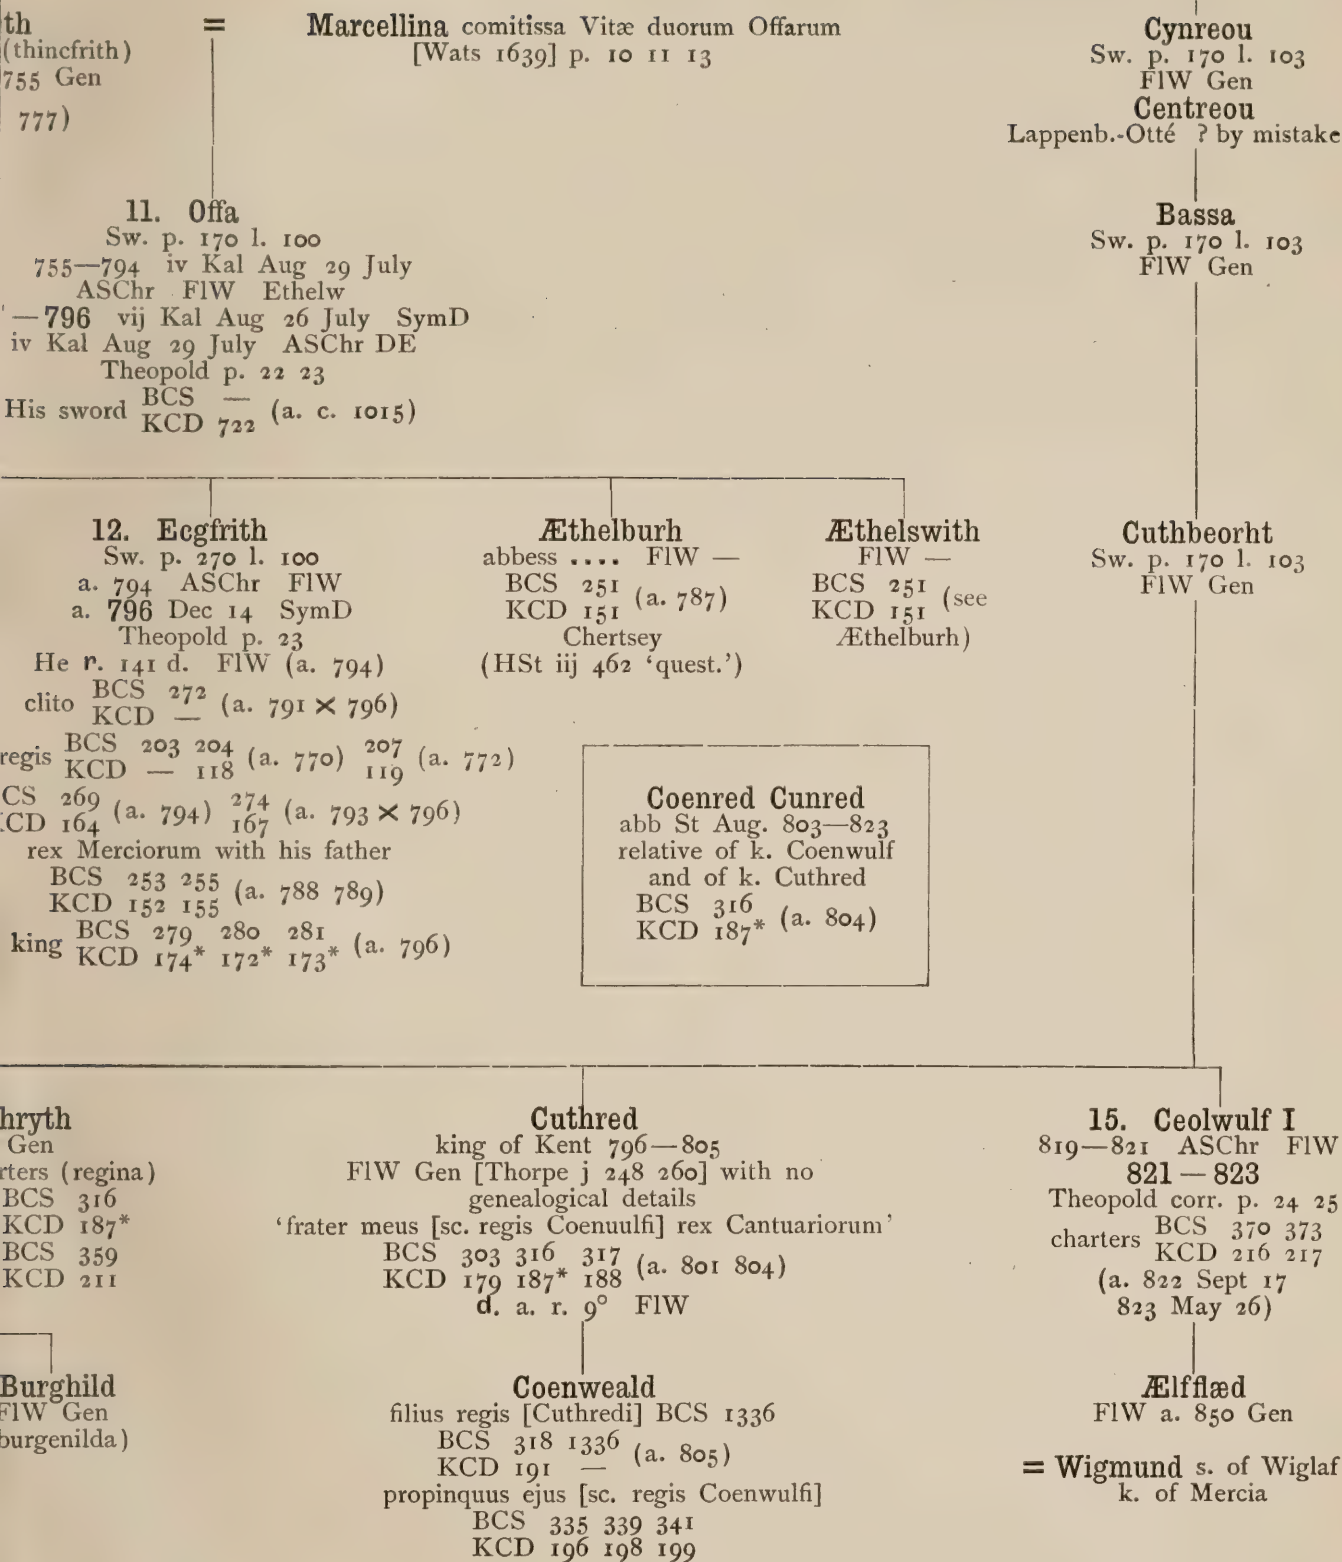 th
(thincfrith)
755 Gen
777)
=
Marcellina comitissa Vitæ duorum Offarum
[Wats 1639] p. 10 11 13
Cynreou
Sw. p. 170 l. 103
FlW Gen
Centreou
Lappenb.-Otté ? by mistake
11. Offa
Sw. p. 170 l. 100
755—794 iv Kal Aug 29 July
ASChr FlW Ethelw
—796 vij Kal Aug 26 July SymD
iv Kal Aug 29 July ASChr DE
Theopold p. 22 23
His sword BCS — (a. c. 1015)
KCD 722
Bassa
Sw. p. 170 l. 103
FlW Gen
12. Ecgfrith
Sw. p. 270 l. 100
a. 794 ASChr FlW
a. 796 Dec 14 SymD
Theopold p. 23
He r. 141 d. FlW (a. 794)
clito BCS 272 (a. 791 × 796)
KCD —
regis BCS 203 204 (a. 770) 207 (a. 772)
KCD — 118 119
CS 269 (a. 794) 274 (a. 793 × 796)
CD 164 167
rex Merciorum with his father
BCS 253 255 (a. 788 789)
KCD 152 155
king BCS 279 280 281 (a. 796)
KCD 174* 172* 173*
Æthelburh
abbess .... FlW —
BCS 251 (a. 787)
KCD 151
Chertsey
(HSt iij 462 ‘quest.’)
Æthelswith
FlW —
BCS 251 (see
KCD 151
Æthelburh)
Cuthbeorht
Sw. p. 170 l. 103
FlW Gen
Coenred Cunred
abb St Aug. 803—823
relative of k. Coenwulf
and of k. Cuthred
BCS 316 (a. 804)
KCD 187*
hryth
Gen
rters (regina)
BCS 316
KCD 187*
BCS 359
KCD 211
Cuthred
king of Kent 796—805
FlW Gen [Thorpe j 248 260] with no
genealogical details
‘frater meus [sc. regis Coenuulfi] rex Cantuariorum’
BCS 303 316 317 (a. 801 804)
KCD 179 187* 188
d. a. r. 9° FlW
15. Ceolwulf I
819—821 ASChr FlW
821—823
Theopold corr. p. 24 25
charters BCS 370 373
KCD 216 217
(a. 822 Sept 17
823 May 26)
Burghild
FlW Gen
burgenilda)
Coenweald
filius regis [Cuthredi] BCS 1336
BCS 318 1336 (a. 805)
KCD 191 —
propinquus ejus [sc. regis Coenwulfi]
BCS 335 339 341
KCD 196 198 199
Ælfflæd
FlW a. 850 Gen
= Wigmund s. of Wiglaf
k. of Mercia